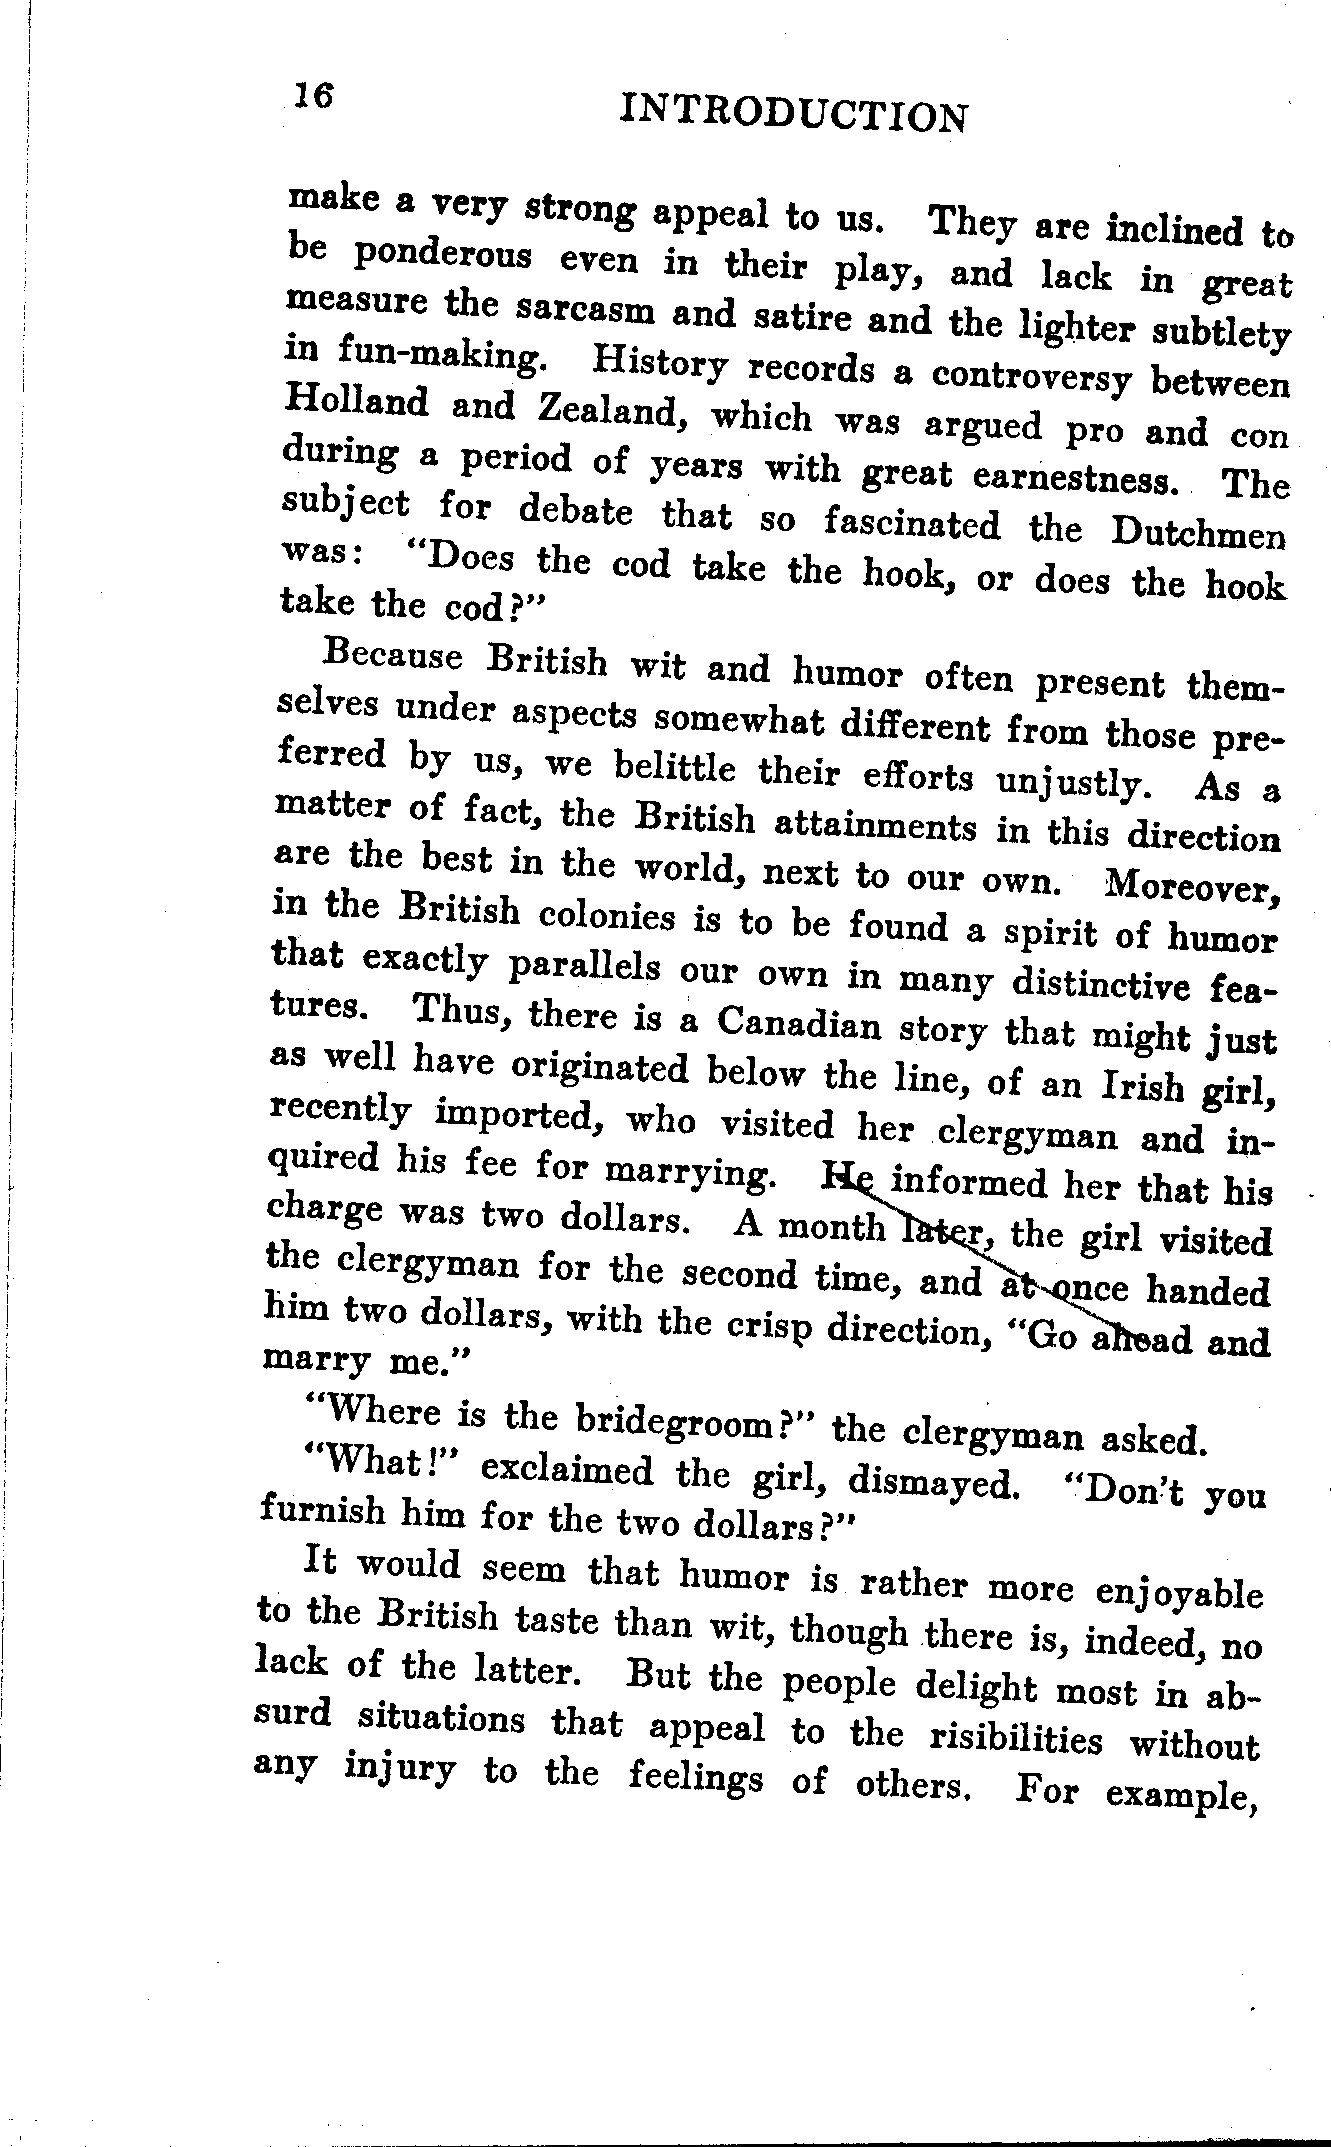 16 INTRODUCTION
make a very strong appeal to us. They are inclined to
be ponderous even in their play, and lack in great
measure the sarcasm and satire and the lighter subtlety
in fun-making. History records a controversy between
Holland and Zealand, which was argued pro and con
during a period of years with great earnestness. The
subject for debate that so fascinated the Dutchmen
was: "Does the cod take the hook, or does the hook
take the cod?"
Because British wit and humor often present them-
selves under aspects somewhat different from those pre-
ferred by us, we belittle their efforts unjustly. As a
matter of fact, the British attainments in this direction
are the best in the world, next to our own. Moreover,
in the British colonies is to be found a spirit of humor
that exactly parallels our own in many distinctive fea-
tures. Thus, there is a Canadian story that might just
as well have originated below the line, of an Irish girl,
recently imported, who visited her clergyman and in-
quired his fee for marrying. He informed her that his
charge was two dollars. A month later, the girl visited
the clergyman for the second time, and at once handed
him two dollars, with the crisp direction, "Go ahead and
marry me."
"Where is the bridegroom?" the clergyman asked.
"What!" exclaimed the girl, dismayed. "Don't you
furnish him for the two dollars?"
It would seem that humor is rather more enjoyable
to the British taste than wit, though there is, indeed, no
lack of the latter. But the people delight most in ab-
surd situations that appeal to the risibilities without
any injury to the feelings of others. For example,